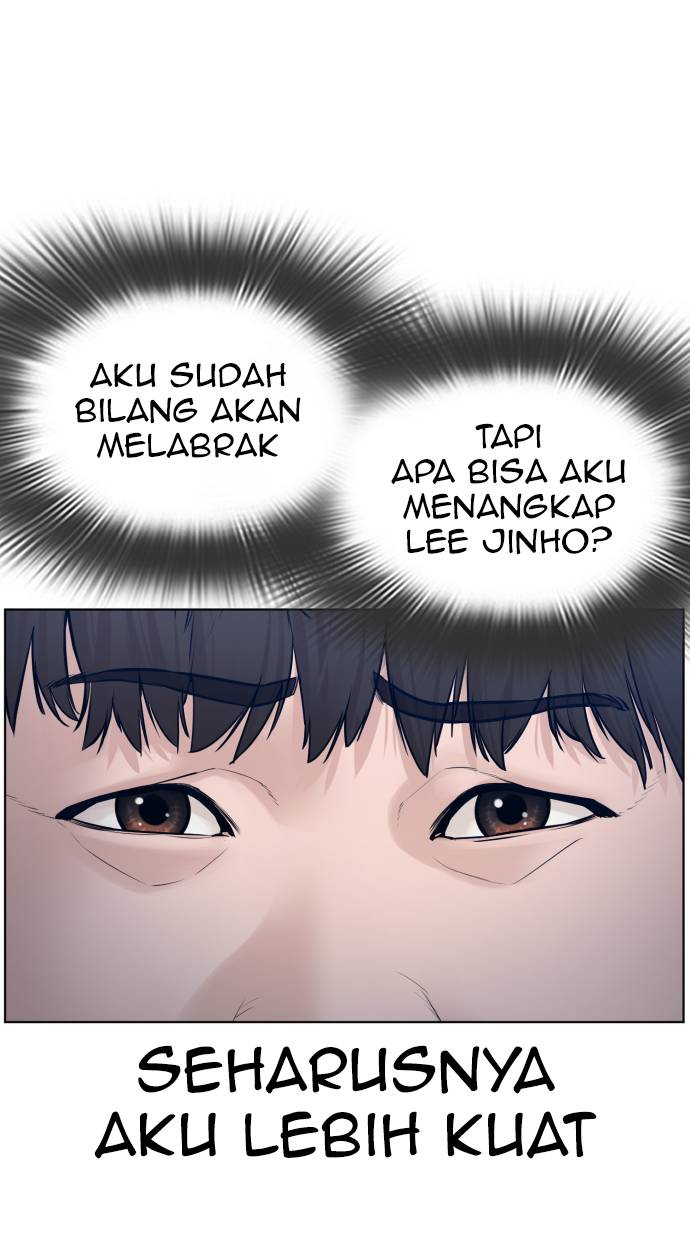 AKU SUDAH
BILANG AKAN
MELABRAK
TAPI
APA BISA AKU
MENANGKAP
LEE JINHO?
SEHARUSNYA
AKU LEBIH KUAT